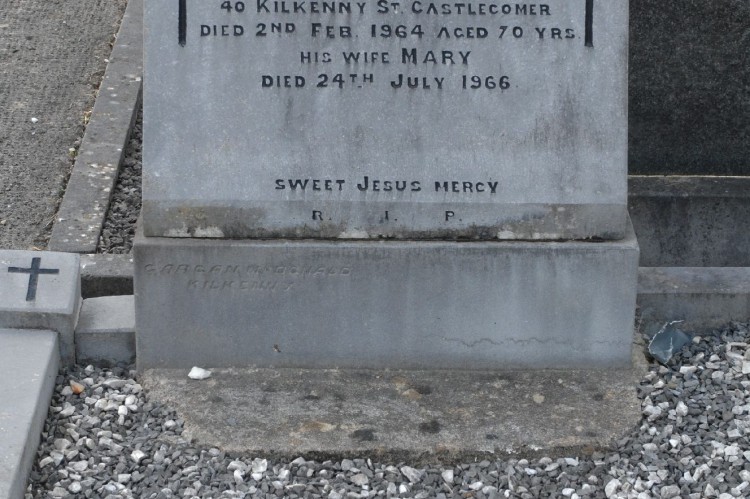 40 KILKENNY ST. CASTLECOMER
DIED 2ND FEB. 1964 AGED 70 YRS.
HIS WIFE MARY
DIED 24TH JULY 1966
SWEET JESUS MERCY
R. I. P.
KILKENNY